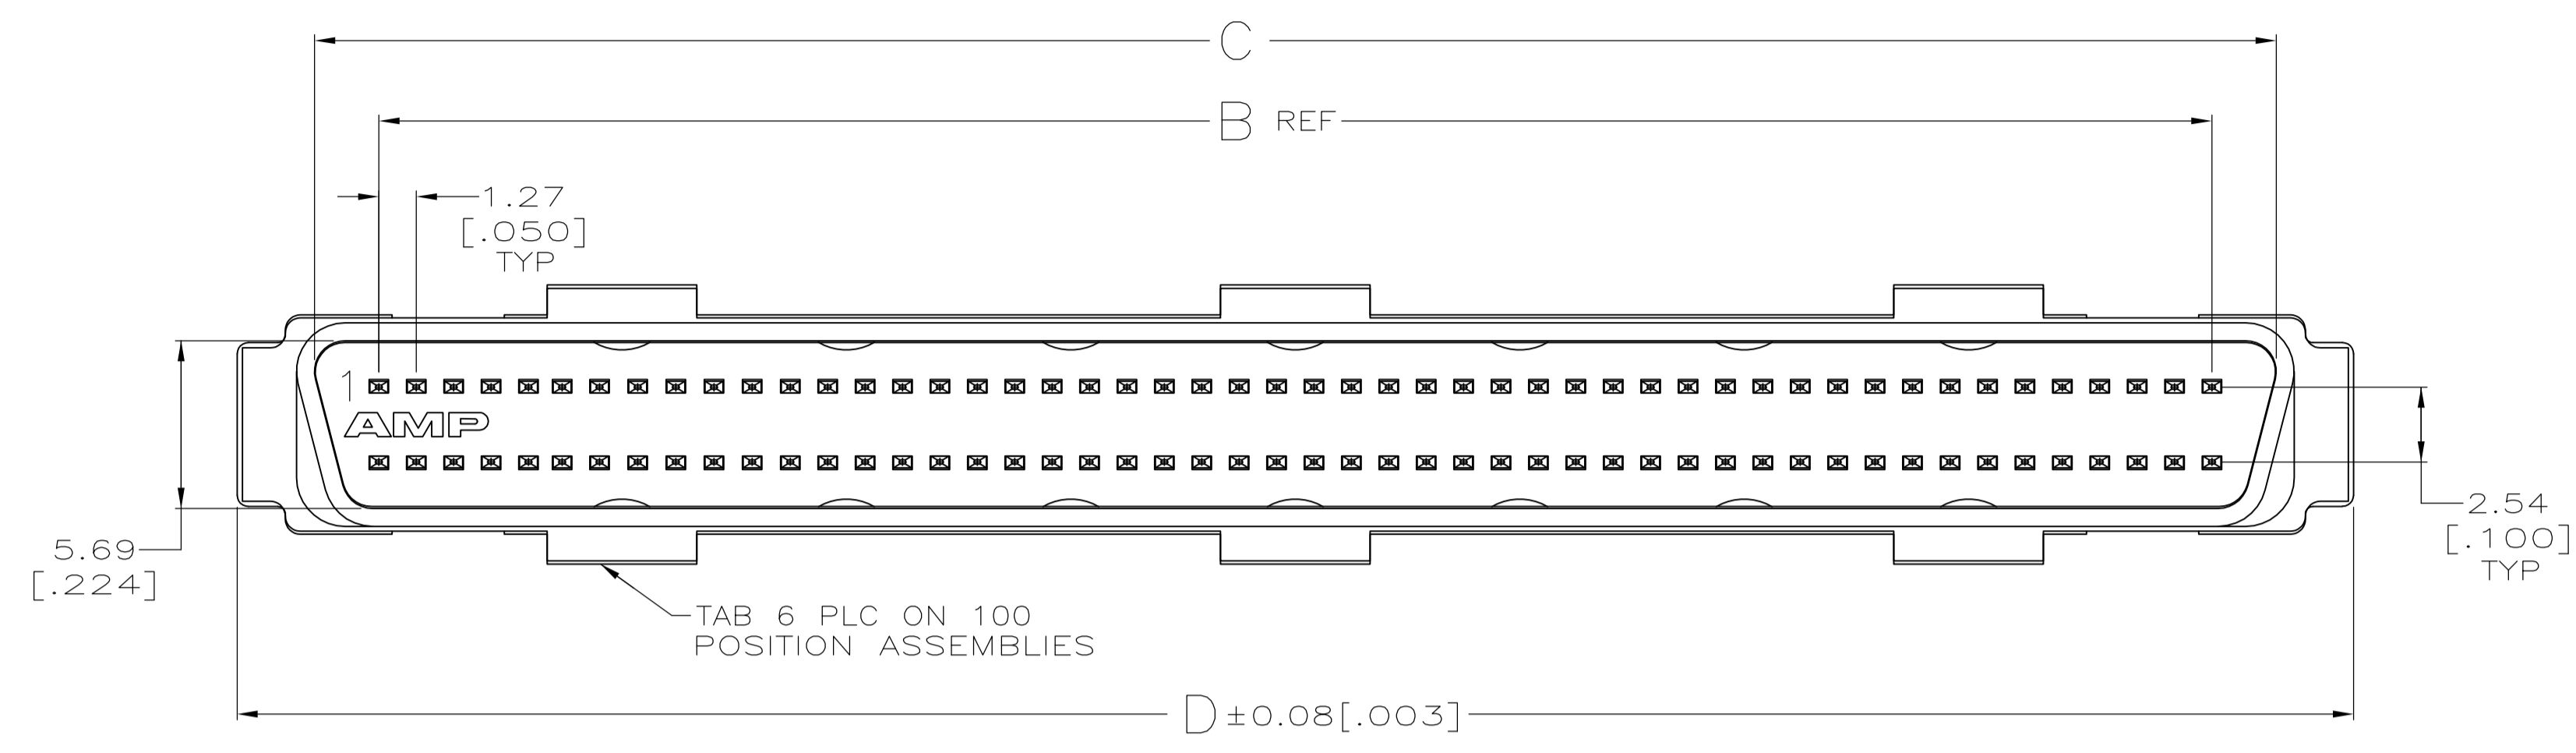 C
B REF
1.27
[.050]
TYP
1
AMP
5.69
[.224]
2.54
[.100]
TYP
TAB 6 PLC ON 100
POSITION ASSEMBLIES
D ±0.08[.003]